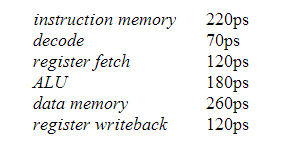 instruction memory 220ps
decode 70ps
register fetch 120ps
ALU 180ps
data memory 260ps
register writeback 120ps